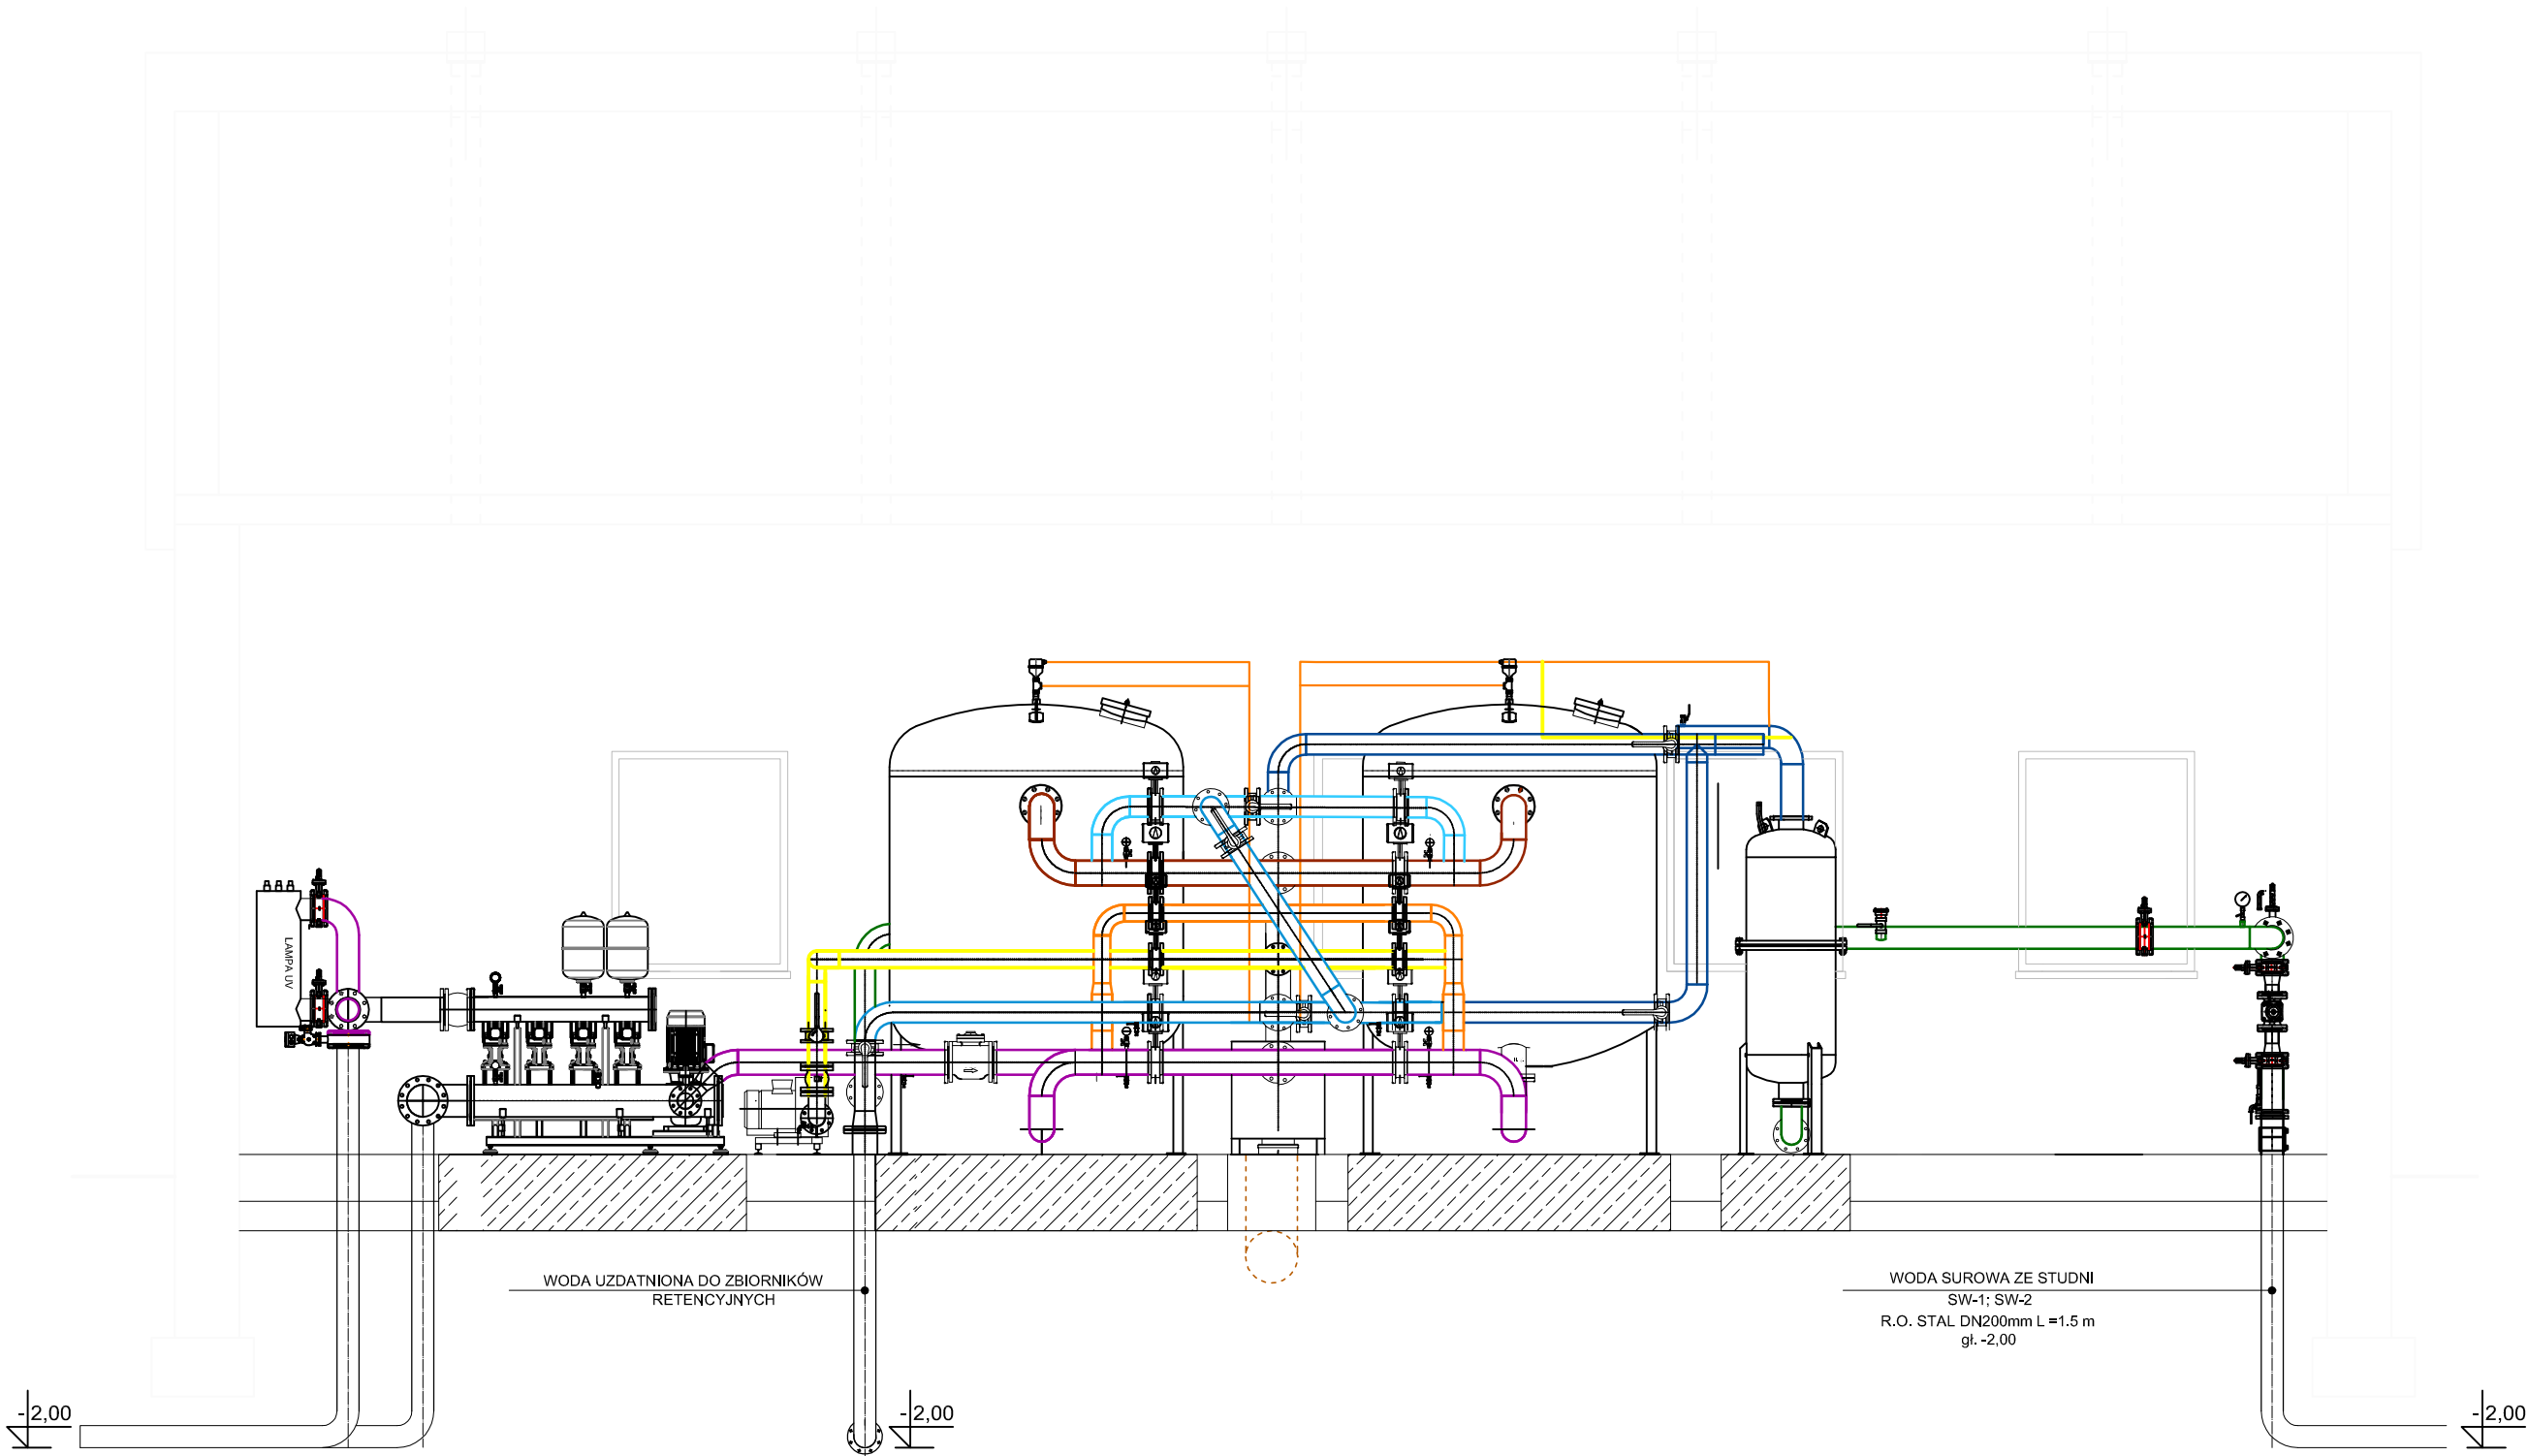 LAMPA UV
WODA UZDATNIONA DO ZBIORNIKÓW
RETENCYJNYCH
WODA SUROWA ZE STUDNI
SW-1; SW-2
R.O. STAL DN200mm L =1.5 m
gł. -2,00
-2,00
-2,00
-2,00